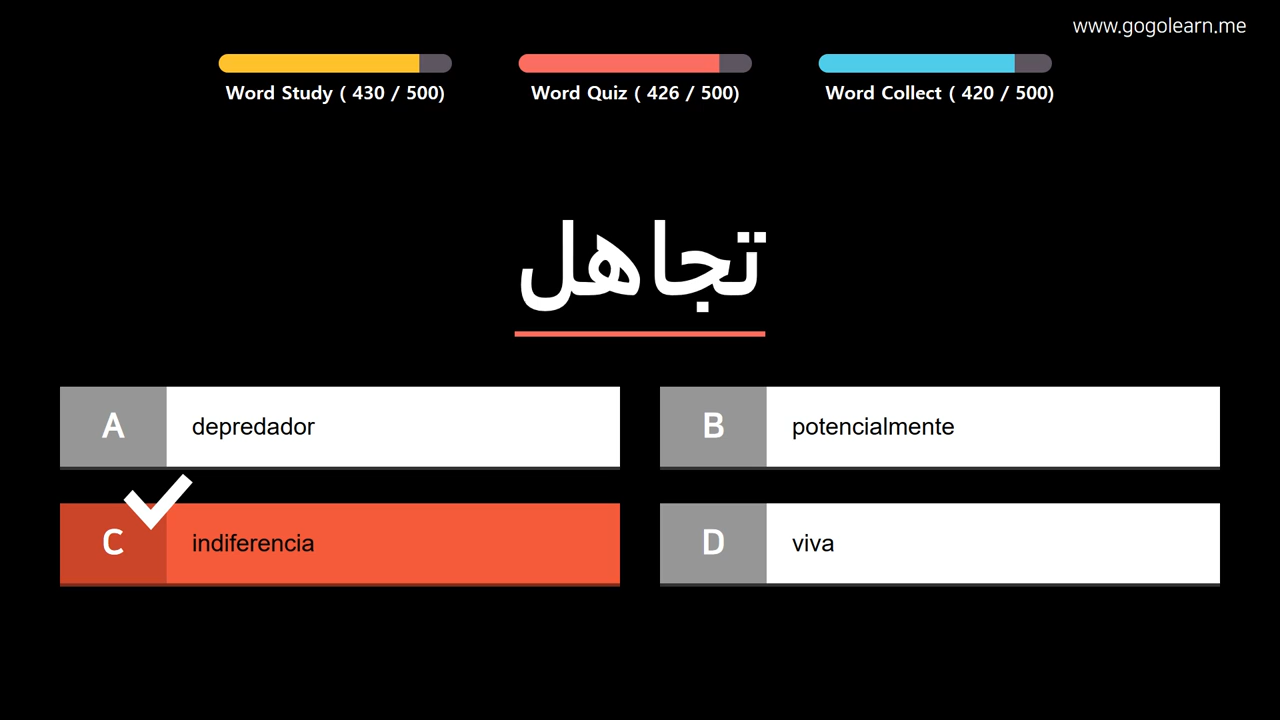 www.gogolearn.me
Word Study ( 430 / 500)
Word Quiz ( 426 / 500)
Word Collect ( 420 / 500)
تجاهل
A depredador
B potencialmente
C indiferencia
D viva